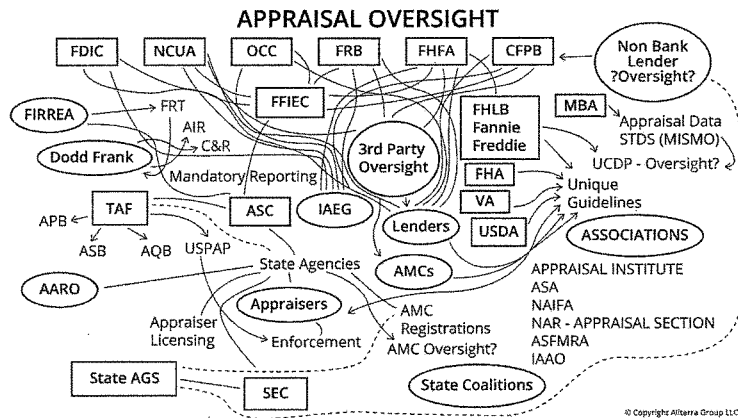 APPRAISAL OVERSIGHT
FDIC
NCUA
OCC
FRB
FHFA
CFPB
Non Bank
Lender
?Oversight?
FFIEC
FIRREA
FRT
AIR
C&R
Dodd Frank
Mandatory Reporting
3rd Party
Oversight
FHLB
Fannie
Freddie
MBA
Appraisal Data
STDS (MISMO)
UCDP - Oversight?
FHA
Unique
Guidelines
VA
USDA
TAF
APB
ASB
AQB
USPAP
ASC
IAEG
Lenders
ASSOCIATIONS
State Agencies
AMCs
AARO
Appraisers
Appraiser
Licensing
Enforcement
AMC
Registrations
AMC Oversight?
APPRAISAL INSTITUTE
ASA
NAIFA
NAR - APPRAISAL SECTION
ASFMRA
IAAO
State AGS
SEC
State Coalitions
© Copyright Allterra Group LLC